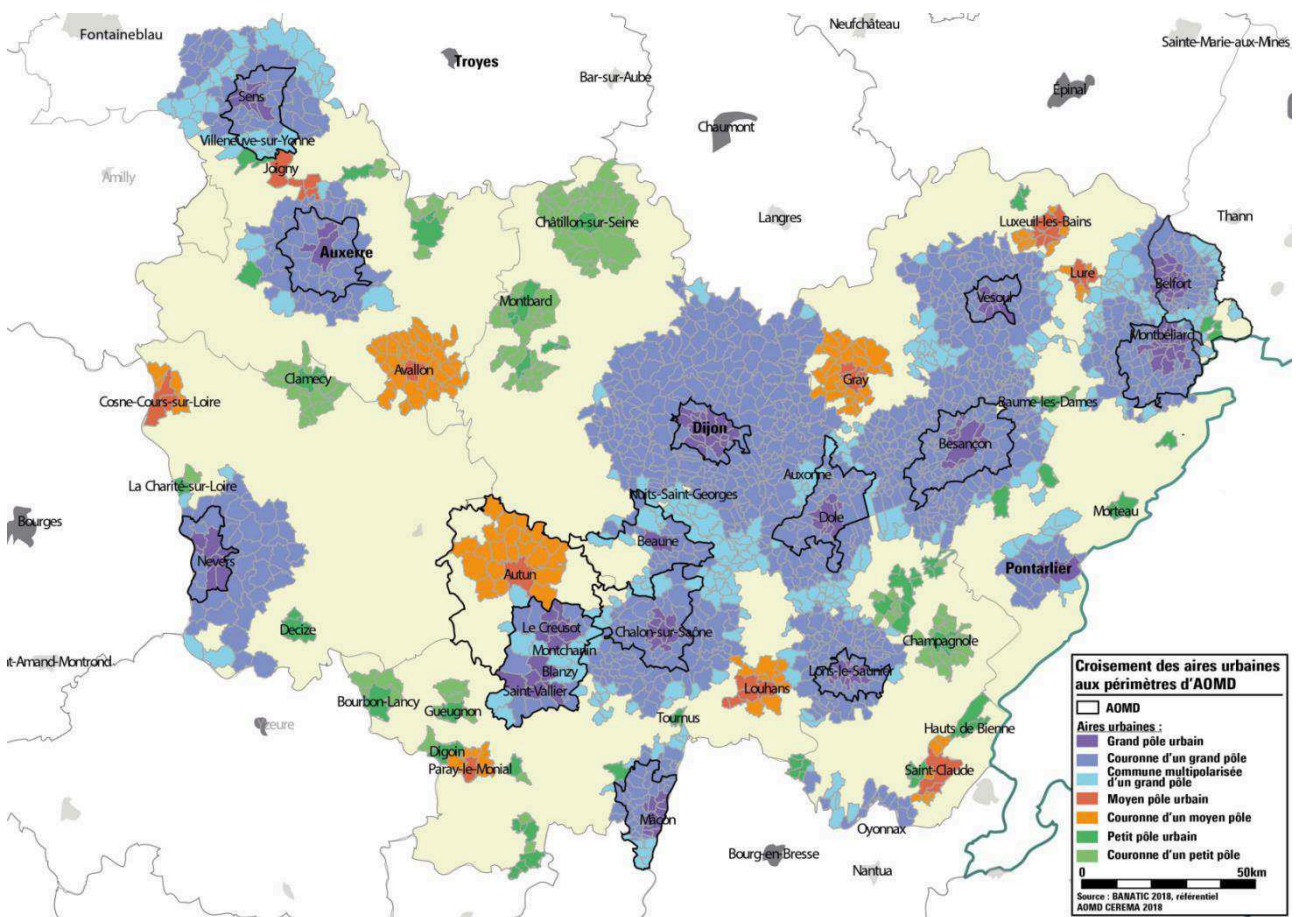 Fontaineblau
Neufchâteau
Sainte-Marie-aux-Mines
Troyes
Bar-sur-Aube
Épinal
Sens
Chaumont
Villeneuve-sur-Yonne
Joigny
Amilly
Châtillon-sur-Seine
Langres
Luxeuil-les-Bains
Thann
Auxerre
Lure
Belfort
Vesoul
Montbard
Montbéliard
Avallon
Clamecy
Gray
Cosne-Cours-sur-Loire
Baume-les-Dames
Dijon
Besançon
Auxonne
La Charité-sur-Loire
Nuits-Saint-Georges
Morteau
Bourges
Dole
Beaune
Nevers
Pontarlier
Autun
Decize
Le Creusot
Chalon-sur-Saône
Champagnole
Montchanin
nt-Amand-Montrond
Blanzy
Lons-le-Saunier
Saint-Vallier
Louhans
Bourbon-Lancy
Gueugnon
Tournus
Hauts de Bienne
Yzeure
Digoin
Paray-le-Monial
Saint-Claude
Mâcon
Oyonnax
Bourg-en-Bresse
Nantua
Croisement des aires urbaines
aux périmètres d'AOMD
AOMD
Aires urbaines :
Grand pôle urbain
Couronne d'un grand pôle
Commune multipolarisée
d'un grand pôle
Moyen pôle urbain
Couronne d'un moyen pôle
Petit pôle urbain
Couronne d'un petit pôle
0 50km
Source : BANATIC 2018, référentiel
AOMD CEREMA 2018